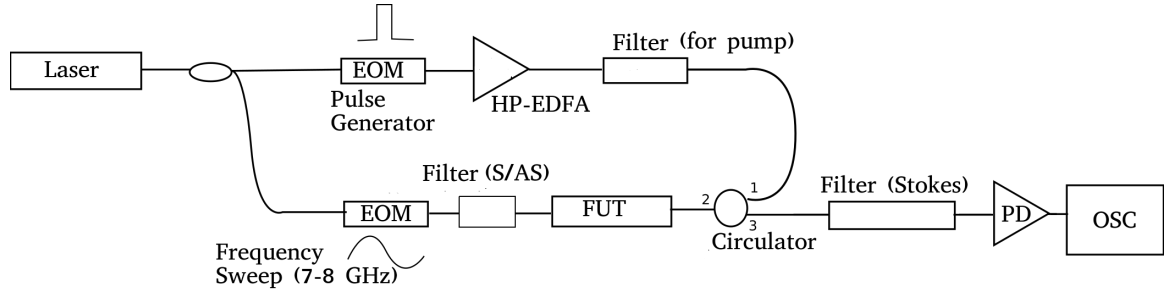 Laser
EOM
Pulse
Generator
HP-EDFA
Filter (for pump)
Filter (S/AS)
EOM
Frequency
Sweep (7-8 GHz)
FUT
2
1
3
Circulator
Filter (Stokes)
PD
OSC